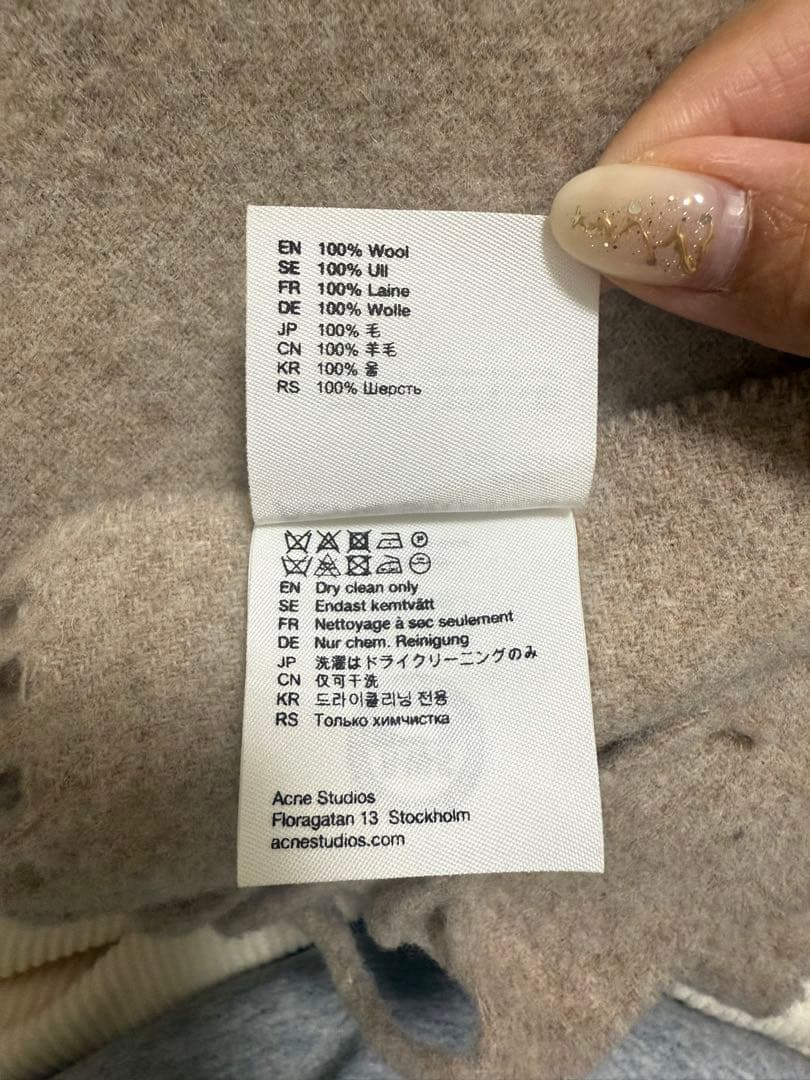 EN 100% Wool
SE 100% Ull
FR 100% Laine
DE 100% Wolle
JP 100% 毛
CN 100% 羊毛
KR 100% 울
RS 100% Шерсть
EN Dry clean only
SE Endast kemtvätt
FR Nettoyage à sec seulement
DE Nur chem. Reinigung
JP 洗濯はドライクリーニングのみ
CN 仅可干洗
KR 드라이클리닝 전용
RS Только химчистка
Acne Studios
Floragatan 13 Stockholm
acnestudios.com